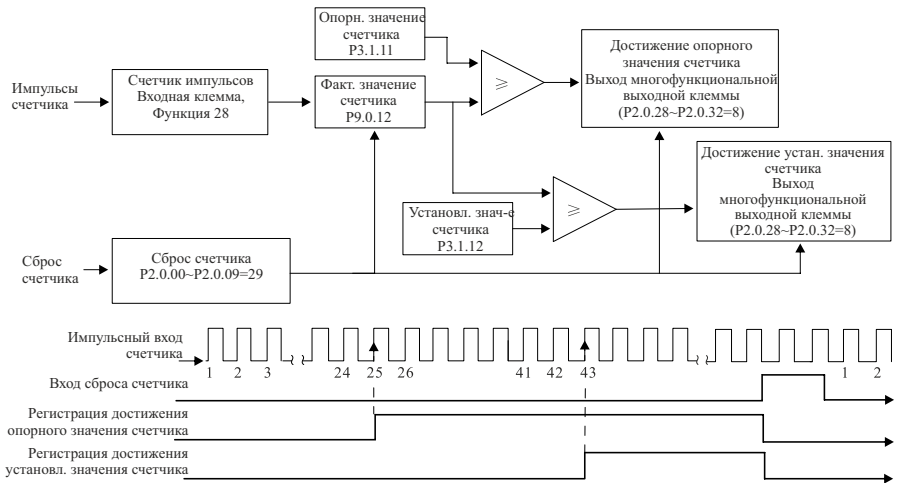 Опорн. значение
счетчика
P3.1.11
Импульсы
счетчика
Счетчик импульсов
Входная клемма,
Функция 28
Факт. значение
счетчика
P9.0.12
≥
Достижение опорного
значения счетчика
Выход многофункциональной
выходной клеммы
(P2.0.28~P2.0.32=8)
Установл. знач-е
счетчика
P3.1.12
≥
Достижение устан. значения
счетчика
Выход
многофункциональной
выходной клеммы
(P2.0.28~P2.0.32=8)
Сброс
счетчика
Сброс счетчика
P2.0.00~P2.0.09=29
Импульсный вход
счетчика
1 2 3 24 25 26 41 42 43 1 2
Вход сброса счетчика
Регистрация достижения
опорного значения счетчика
Регистрация достижения
установл. значения счетчика